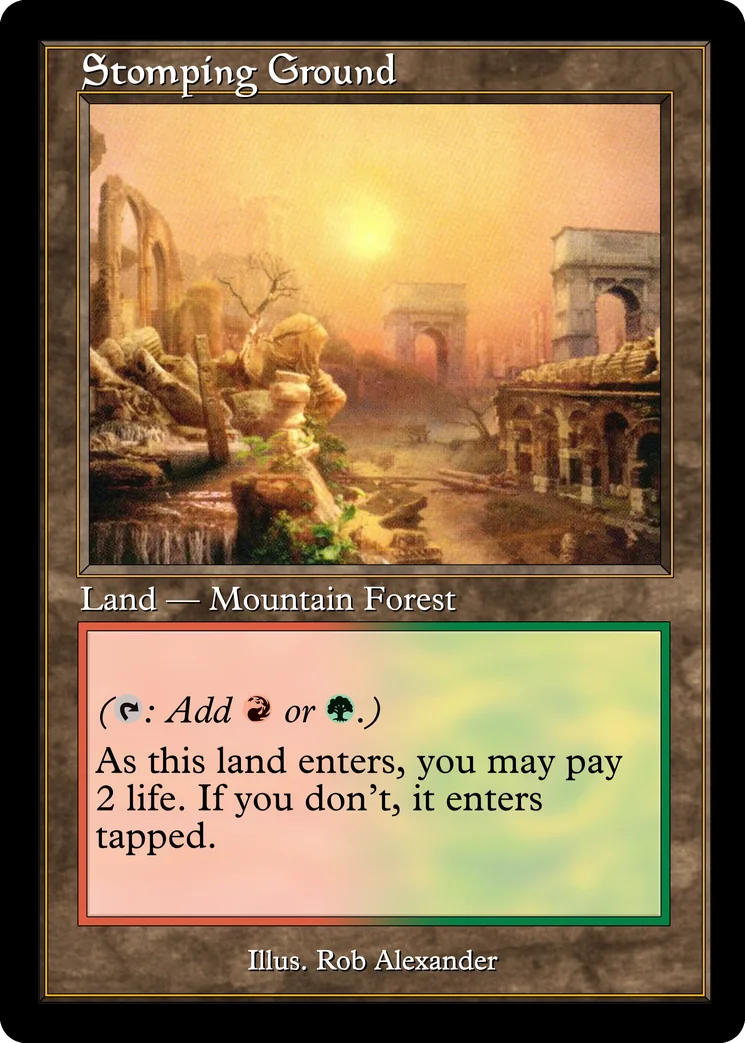 Stomping Ground
Land — Mountain Forest
(: Add or .)
As this land enters, you may pay
2 life. If you don't, it enters
tapped.
Illus. Rob Alexander